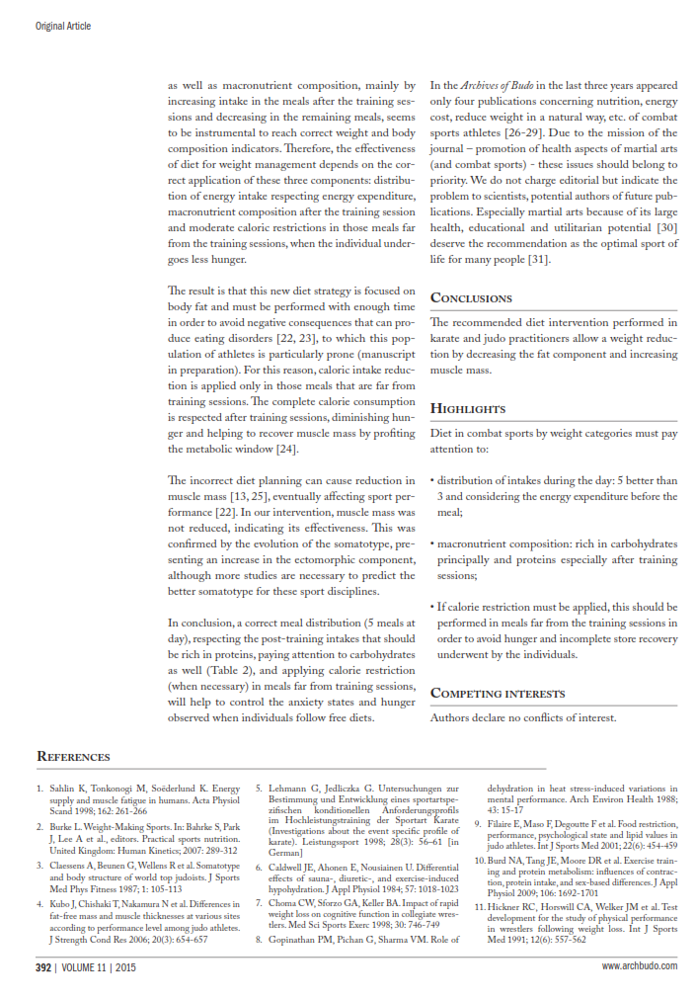 Original Article
as well as macronutrient composition, mainly by
increasing intake in the meals after the training ses-
sions and decreasing in the remaining meals, seems
to be instrumental to reach correct weight and body
composition indicators. Therefore, the effectiveness
of diet for weight management depends on the cor-
rect application of these three components: distribu-
tion of energy intake respecting energy expenditure,
macronutrient composition after the training session
and moderate caloric restrictions in those meals far
from the training sessions, when the individual under-
goes less hunger.
The result is that this new diet strategy is focused on
body fat and must be performed with enough time
in order to avoid negative consequences that can pro-
duce eating disorders [22, 23], to which this pop-
ulation of athletes is particularly prone (manuscript
in preparation). For this reason, caloric intake reduc-
tion is applied only in those meals that are far from
training sessions. The complete calorie consumption
is respected after training sessions, diminishing hun-
ger and helping to recover muscle mass by profiting
the metabolic window [24].
The incorrect diet planning can cause reduction in
muscle mass [13, 25], eventually affecting sport per-
formance [22]. In our intervention, muscle mass was
not reduced, indicating its effectiveness. This was
confirmed by the evolution of the somatotype, pre-
senting an increase in the ectomorphic component,
although more studies are necessary to predict the
better somatotype for these sport disciplines.
In conclusion, a correct meal distribution (5 meals at
day), respecting the post-training intakes that should
be rich in proteins, paying attention to carbohydrates
as well (Table 2), and applying calorie restriction
(when necessary) in meals far from training sessions,
will help to control the anxiety states and hunger
observed when individuals follow free diets.
In the Archives of Budo in the last three years appeared
only four publications concerning nutrition, energy
cost, reduce weight in a natural way, etc. of combat
sports athletes [26-29]. Due to the mission of the
journal – promotion of health aspects of martial arts
(and combat sports) - these issues should belong to
priority. We do not charge editorial but indicate the
problem to scientists, potential authors of future pub-
lications. Especially martial arts because of its large
health, educational and utilitarian potential [30]
deserve the recommendation as the optimal sport of
life for many people [31].
Conclusions
The recommended diet intervention performed in
karate and judo practitioners allow a weight reduc-
tion by decreasing the fat component and increasing
muscle mass.
Highlights
Diet in combat sports by weight categories must pay
attention to:
• distribution of intakes during the day: 5 better than
3 and considering the energy expenditure before the
meal;
• macronutrient composition: rich in carbohydrates
principally and proteins especially after training
sessions;
• If calorie restriction must be applied, this should be
performed in meals far from the training sessions in
order to avoid hunger and incomplete store recovery
underwent by the individuals.
Competing interests
Authors declare no conflicts of interest.
References
1. Sahlin K, Tonkonogi M, Soëderlund K. Energy
supply and muscle fatigue in humans. Acta Physiol
Scand 1998; 162: 261-266
2. Burke L. Weight-Making Sports. In: Bahrke S, Park
J, Lee A et al., editors. Practical sports nutrition.
United Kingdom: Human Kinetics; 2007: 289-312
3. Claessens A, Beunen G, Wellens R et al. Somatotype
and body structure of world top judoists. J Sports
Med Phys Fitness 1987; 1: 105-113
4. Kubo J, Chishaki T, Nakamura N et al. Differences in
fat-free mass and muscle thicknesses at various sites
according to performance level among judo athletes.
J Strength Cond Res 2006; 20(3): 654-657
5. Lehmann G, Jedliczka G. Untersuchungen zur
Bestimmung und Entwicklung eines sportartspe-
zifischen konditionellen Anforderungsprofils
im Hochleistungstraining der Sportart Karate
(Investigations about the event specific profile of
karate). Leistungssport 1998; 28(3): 56–61 [in
German]
6. Caldwell JE, Ahonen E, Nousiainen U. Differential
effects of sauna-, diuretic-, and exercise-induced
hypohydration. J Appl Physiol 1984; 57: 1018-1023
7. Choma CW, Sforzo GA, Keller BA. Impact of rapid
weight loss on cognitive function in collegiate wres-
tlers. Med Sci Sports Exerc 1998; 30: 746-749
8. Gopinathan PM, Pichan G, Sharma VM. Role of
dehydration in heat stress-induced variations in
mental performance. Arch Environ Health 1988;
43: 15-17
9. Filaire E, Maso F, Degoutte F et al. Food restriction,
performance, psychological state and lipid values in
judo athletes. Int J Sports Med 2001; 22(6): 454-459
10. Burd NA, Tang JE, Moore DR et al. Exercise train-
ing and protein metabolism: influences of contrac-
tion, protein intake, and sex-based differences. J Appl
Physiol 2009; 106: 1692-1701
11. Hickner RC, Horswill CA, Welker JM et al. Test
development for the study of physical performance
in wrestlers following weight loss. Int J Sports
Med 1991; 12(6): 557-562
392 | VOLUME 11 | 2015
www.archbudo.com